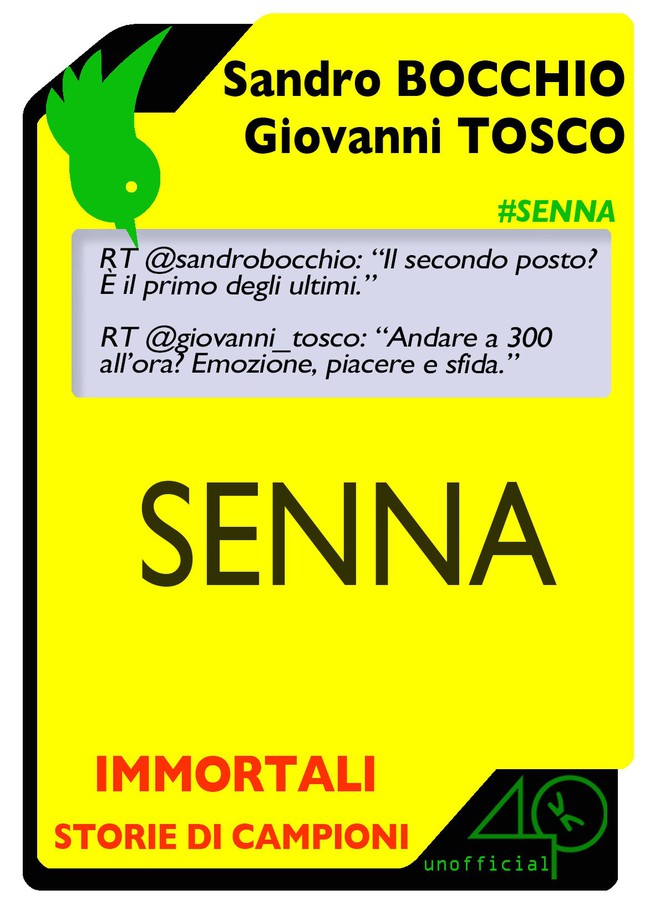 Sandro BOCCHIO
Giovanni TOSCO
#SENNA
RT @sandrobocchio: “Il secondo posto?
È il primo degli ultimi.”
RT @giovanni_tosco: “Andare a 300
all’ora? Emozione, piacere e sfida.”
SENNA
IMMORTALI
STORIE DI CAMPIONI
unofficial